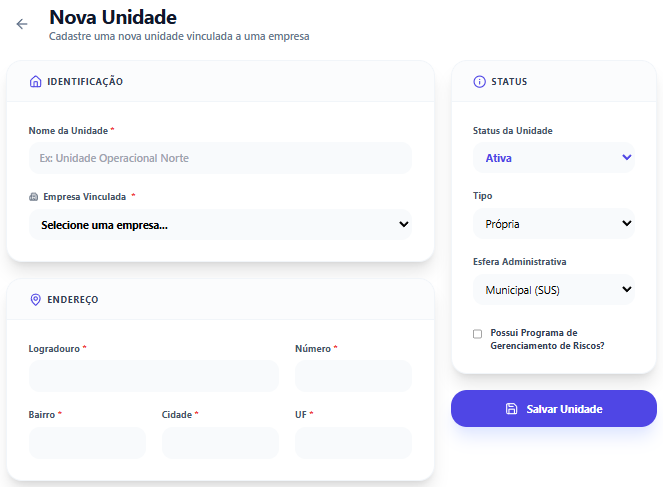 Nova Unidade
Cadastre uma nova unidade vinculada a uma empresa
IDENTIFICAÇÃO
Nome da Unidade *
Ex: Unidade Operacional Norte
Empresa Vinculada *
Selecione uma empresa...
ENDEREÇO
Logradouro *
Número *
Bairro *
Cidade *
UF *
STATUS
Status da Unidade
Ativa
Tipo
Própria
Esfera Administrativa
Municipal (SUS)
Possui Programa de
Gerenciamento de Riscos?
Salvar Unidade